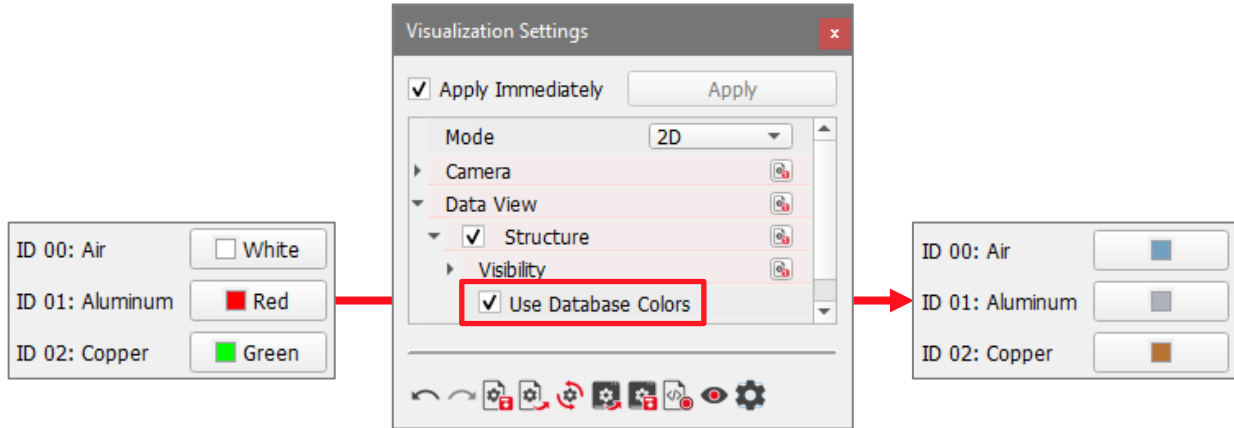 Visualization Settings
x
Apply Immediately
Apply
Mode
2D
Camera
Data View
Structure
Visibility
Use Database Colors
ID 00: Air
White
ID 01: Aluminum
Red
ID 02: Copper
Green
ID 00: Air
ID 01: Aluminum
ID 02: Copper